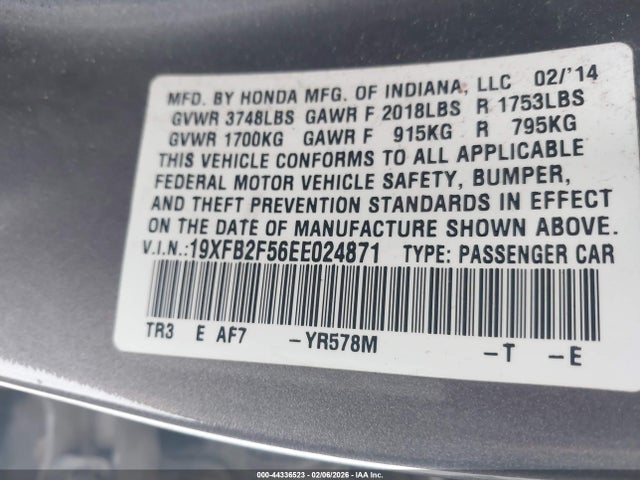 MFD. BY HONDA MFG. OF INDIANA, LLC 02/'14
GVWR 3748LBS GAWR F 2018LBS R 1753LBS
GVWR 1700KG GAWR F 915KG R 795KG
THIS VEHICLE CONFORMS TO ALL APPLICABLE
FEDERAL MOTOR VEHICLE SAFETY, BUMPER,
AND THEFT PREVENTION STANDARDS IN EFFECT
ON THE DATE OF MANUFACTURE SHOWN ABOVE.
V.I.N.:19XFB2F56EE024871 TYPE: PASSENGER CAR
TR3 E AF7 -YR578M -T -E
000-44336523 - 02/06/2026 - IAA Inc.